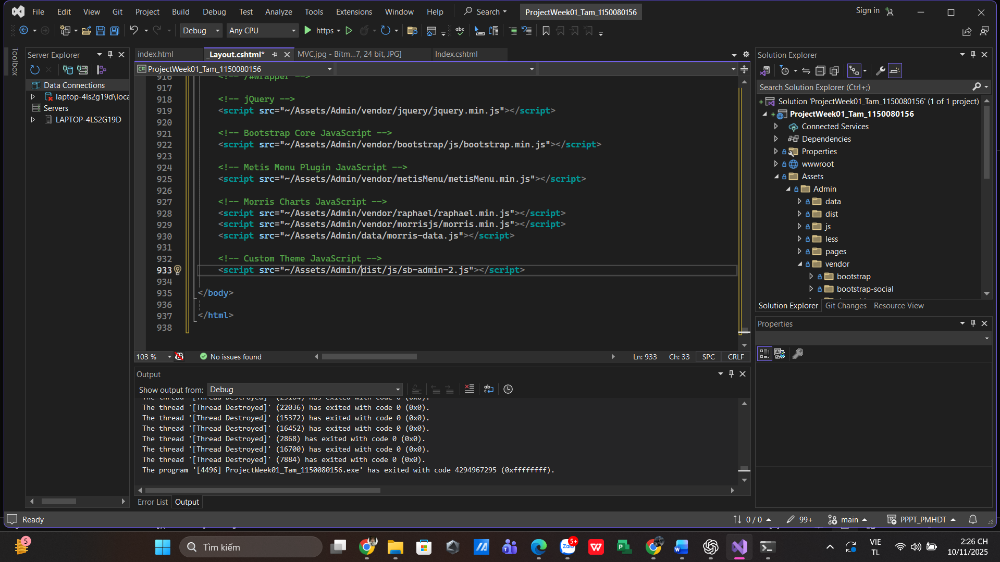 File Edit View Git Project Build Debug Test Analyze Tools Extensions Window Help Search ProjectWeek01_Tam_1150080156 Sign in
Debug Any CPU https
Toolbox
Server Explorer
Data Connections
laptop-4ls2g19d\loca
Servers
LAPTOP-4LS2G19D
index.html _Layout.cshtml* MVC.jpg - Bitm...7, 24 bit, JPG] Index.cshtml
ProjectWeek01_Tam_1150080156
916 <!-- /#wrapper -->
917
918 <!-- jQuery -->
919 <script src="~/Assets/Admin/vendor/jquery/jquery.min.js"></script>
920
921 <!-- Bootstrap Core JavaScript -->
922 <script src="~/Assets/Admin/vendor/bootstrap/js/bootstrap.min.js"></script>
923
924 <!-- Metis Menu Plugin JavaScript -->
925 <script src="~/Assets/Admin/vendor/metisMenu/metisMenu.min.js"></script>
926
927 <!-- Morris Charts JavaScript -->
928 <script src="~/Assets/Admin/vendor/raphael/raphael.min.js"></script>
929 <script src="~/Assets/Admin/vendor/morrisjs/morris.min.js"></script>
930 <script src="~/Assets/Admin/data/morris-data.js"></script>
931
932 <!-- Custom Theme JavaScript -->
933 <script src="~/Assets/Admin/dist/js/sb-admin-2.js"></script>
934
935 </body>
936
937 </html>
938
103 % No issues found Ln: 933 Ch: 33 SPC CRLF
Output
Show output from: Debug
The thread '[Thread Destroyed]' has exited with code 0 (0x0).
The thread '[Thread Destroyed]' (22036) has exited with code 0 (0x0).
The thread '[Thread Destroyed]' (15372) has exited with code 0 (0x0).
The thread '[Thread Destroyed]' (16452) has exited with code 0 (0x0).
The thread '[Thread Destroyed]' (2868) has exited with code 0 (0x0).
The thread '[Thread Destroyed]' (16700) has exited with code 0 (0x0).
The thread '[Thread Destroyed]' (7884) has exited with code 0 (0x0).
The program '[4496] ProjectWeek01_Tam_1150080156.exe' has exited with code 4294967295 (0xffffffff).
Error List Output
Solution Explorer
Search Solution Explorer (Ctrl+;)
Solution 'ProjectWeek01_Tam_1150080156' (1 of 1 project)
ProjectWeek01_Tam_1150080156
Connected Services
Dependencies
Properties
wwwroot
Assets
Admin
data
dist
js
less
pages
vendor
bootstrap
bootstrap-social
Solution Explorer Git Changes Resource View
Properties
Ready 0 / 0 99+ main PPPT_PMHDT
5 Tìm kiếm Zalo 5+ VIE TL 2:26 CH
10/11/2025